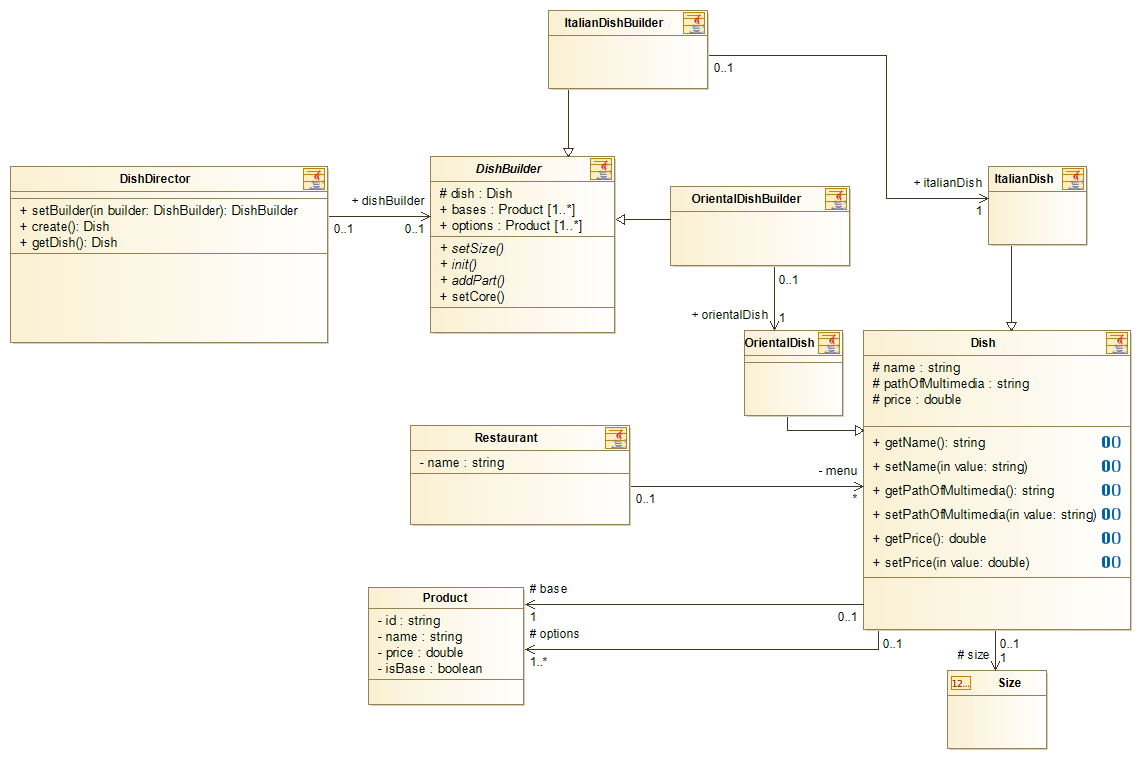 ItalianDishBuilder
0..1
DishDirector
+ setBuilder(in builder: DishBuilder): DishBuilder
+ create(): Dish
+ getDish(): Dish
+ dishBuilder
0..1
0..1
DishBuilder
# dish : Dish
+ bases : Product [1..*]
+ options : Product [1..*]
+ setSize()
+ init()
+ addPart()
+ setCore()
OrientalDishBuilder
0..1
+ orientalDish
1
+ italianDish
1
ItalianDish
OrientalDish
Dish
# name : string
# pathOfMultimedia : string
# price : double
+ getName(): string
+ setName(in value: string)
+ getPathOfMultimedia(): string
+ setPathOfMultimedia(in value: string)
+ getPrice(): double
+ setPrice(in value: double)
Restaurant
- name : string
0..1
- menu
*
Product
- id : string
- name : string
- price : double
- isBase : boolean
# base
1
0..1
# options
1..*
0..1
0..1
# size
1
12...
Size